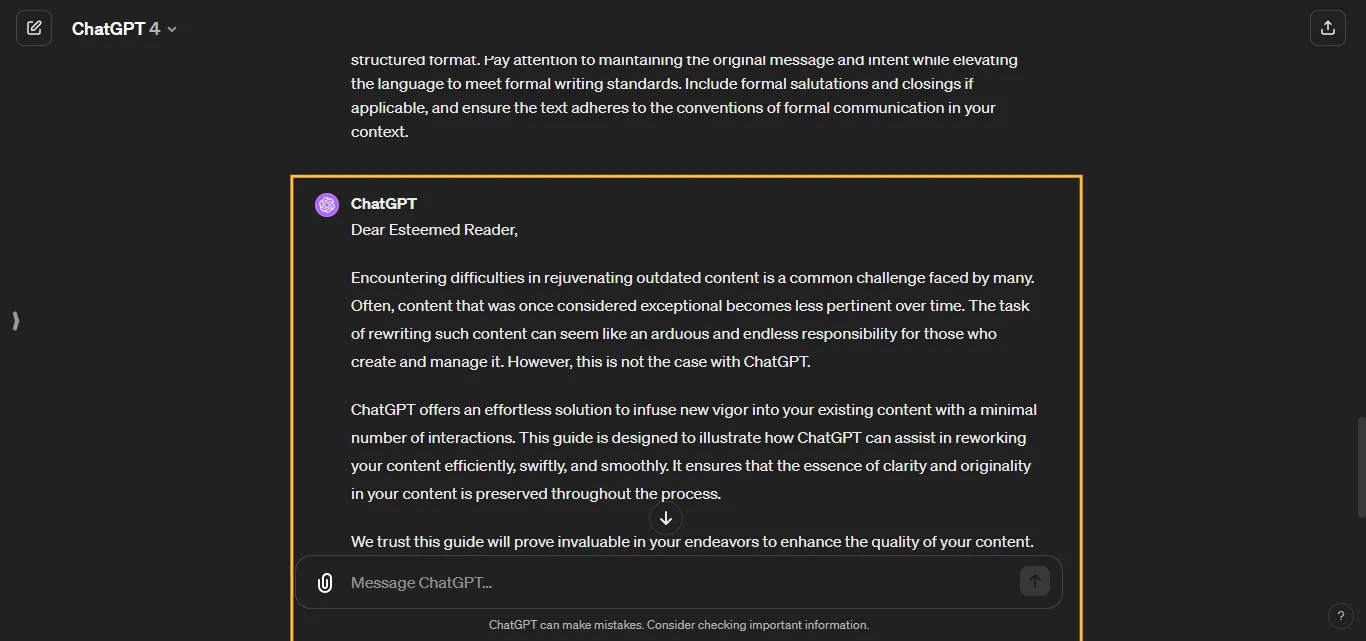 ChatGPT 4
structured format. Pay attention to maintaining the original message and intent while elevating
the language to meet formal writing standards. Include formal salutations and closings if
applicable, and ensure the text adheres to the conventions of formal communication in your
context.
ChatGPT
Dear Esteemed Reader,
Encountering difficulties in rejuvenating outdated content is a common challenge faced by many.
Often, content that was once considered exceptional becomes less pertinent over time. The task
of rewriting such content can seem like an arduous and endless responsibility for those who
create and manage it. However, this is not the case with ChatGPT.
ChatGPT offers an effortless solution to infuse new vigor into your existing content with a minimal
number of interactions. This guide is designed to illustrate how ChatGPT can assist in reworking
your content efficiently, swiftly, and smoothly. It ensures that the essence of clarity and originality
in your content is preserved throughout the process.
We trust this guide will prove invaluable in your endeavors to enhance the quality of your content.
Message ChatGPT...
ChatGPT can make mistakes. Consider checking important information.
?